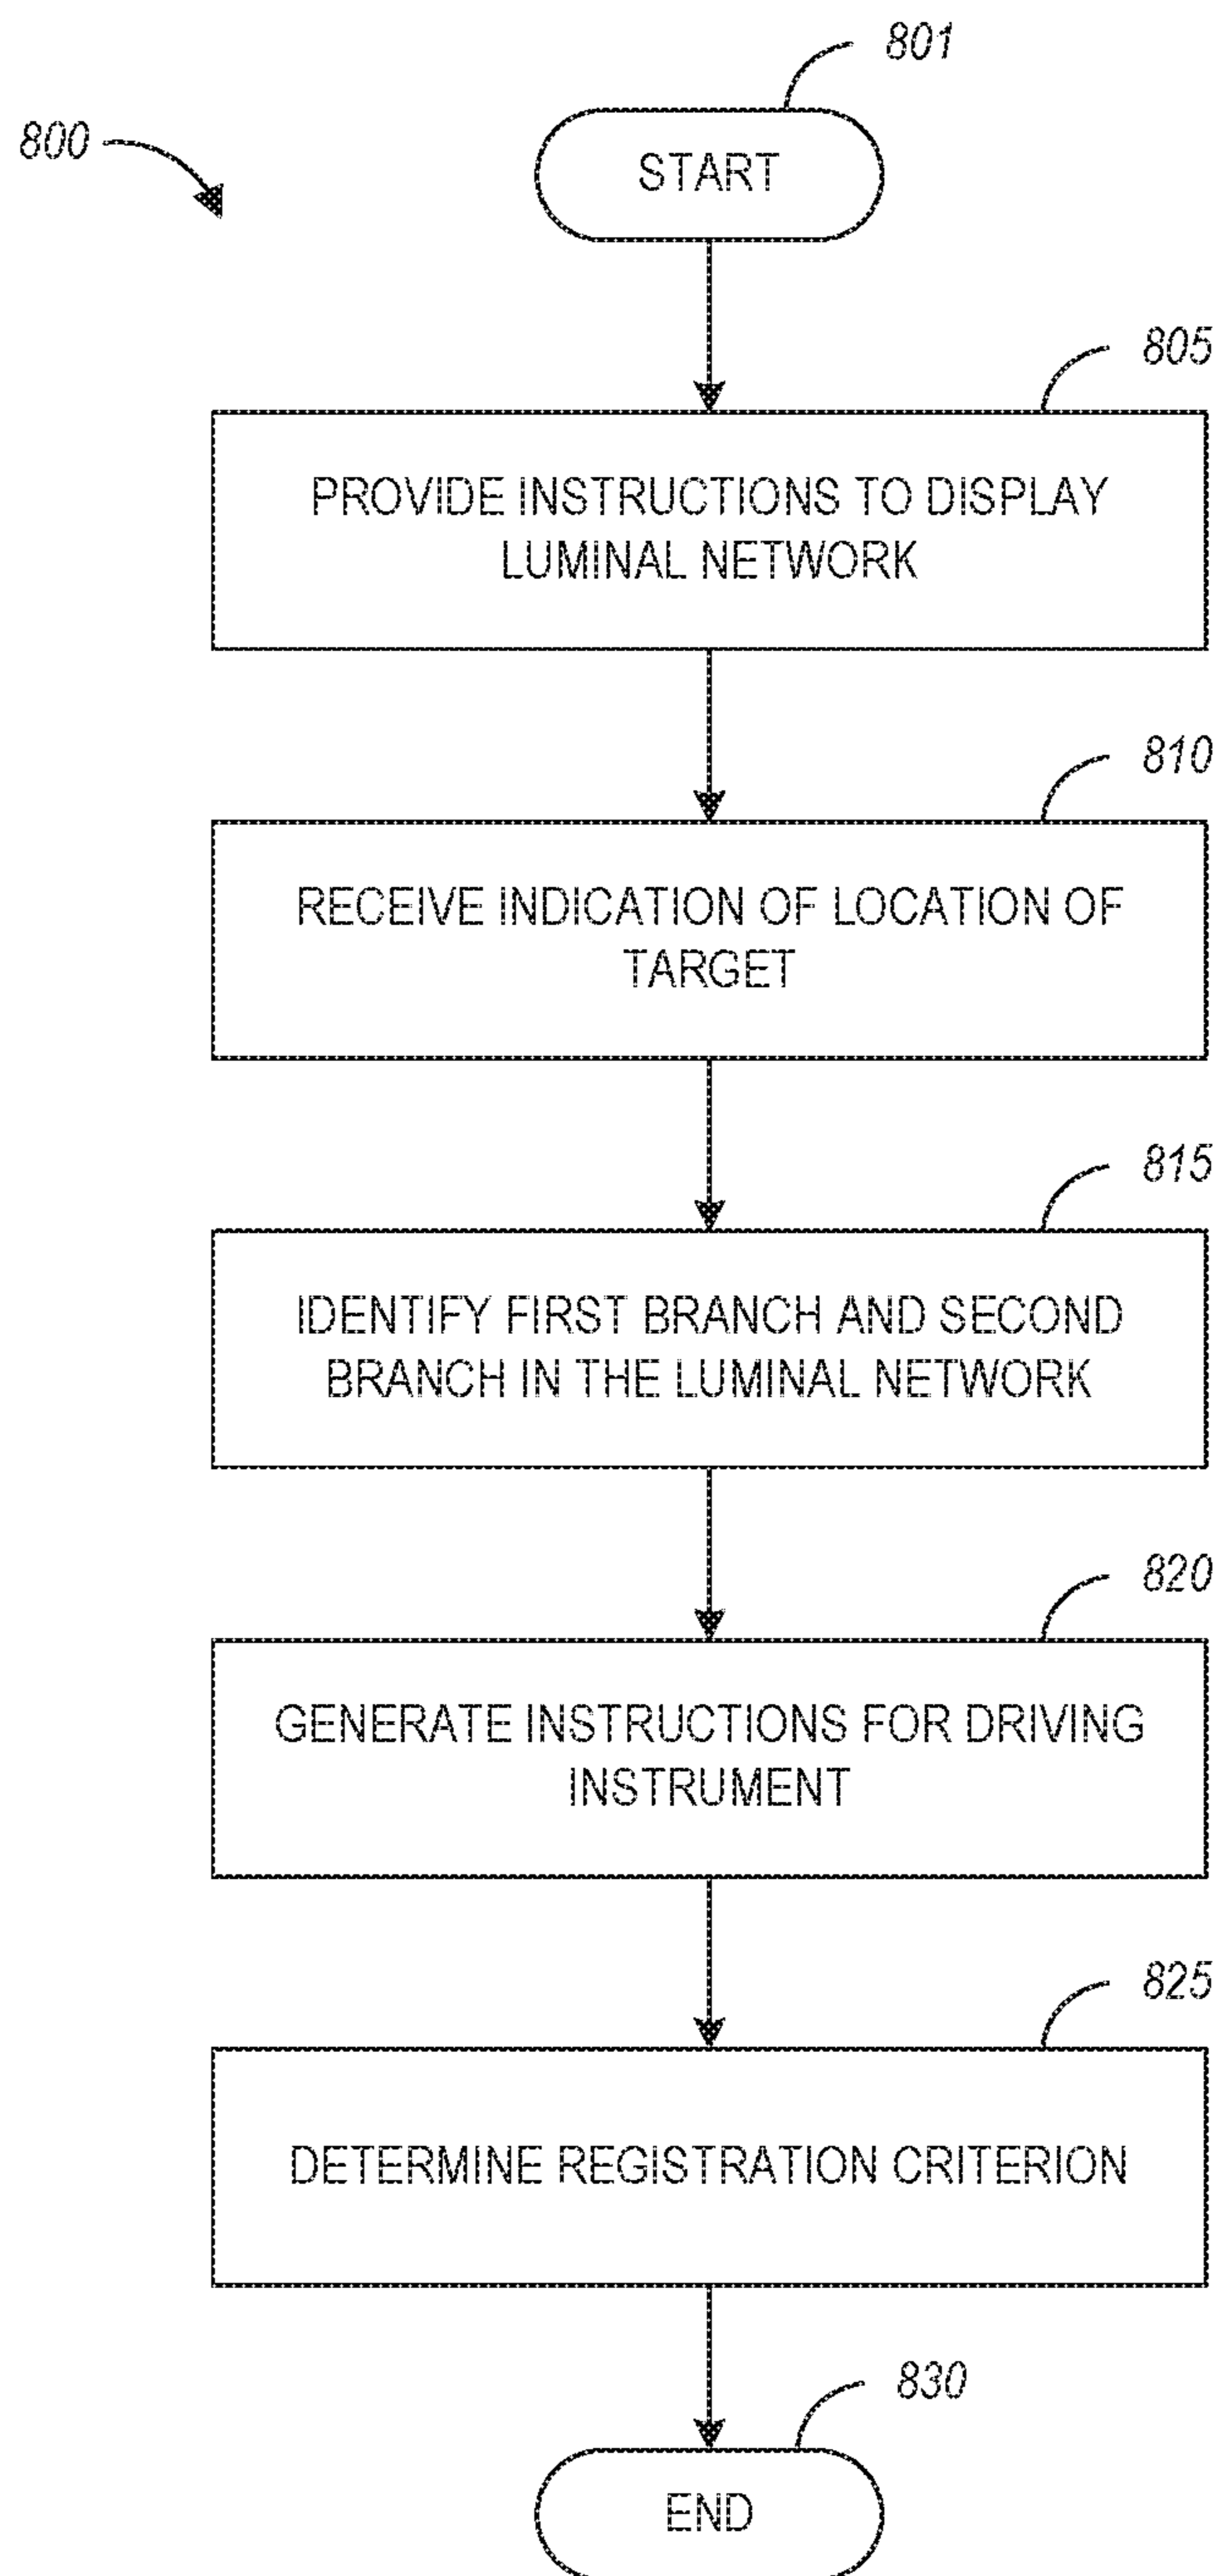 801
800
START
805
PROVIDE INSTRUCTIONS TO DISPLAY
LUMINAL NETWORK
810
RECEIVE INDICATION OF LOCATION OF
TARGET
815
IDENTIFY FIRST BRANCH AND SECOND
BRANCH IN THE LUMINAL NETWORK
820
GENERATE INSTRUCTIONS FOR DRIVING
INSTRUMENT
825
DETERMINE REGISTRATION CRITERION
830
END